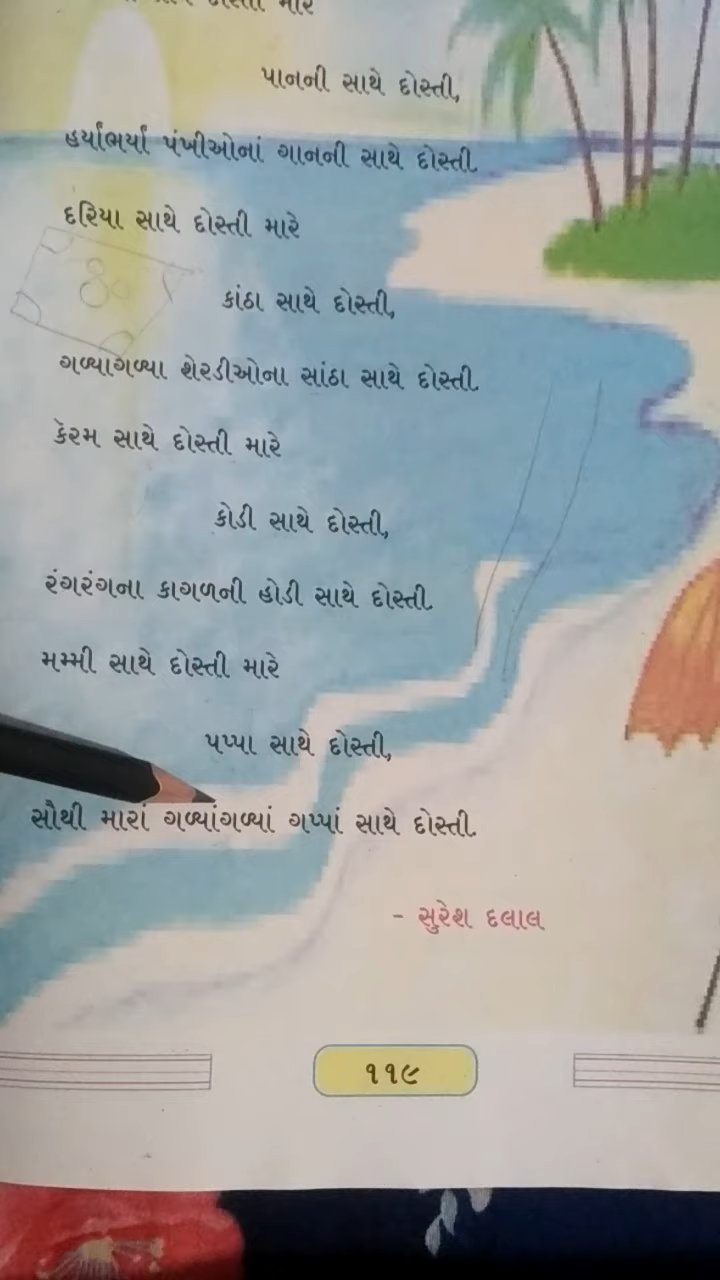 દોસ્તી મારે
પાનની સાથે દોસ્તી,
હર્યાંભર્યાં પંખીઓનાં ગાનની સાથે દોસ્તી.
દરિયા સાથે દોસ્તી મારે
કાંઠા સાથે દોસ્તી,
ગળ્યાગળ્યા શેરડીઓના સાંઠા સાથે દોસ્તી.
કેરમ સાથે દોસ્તી મારે
કોડી સાથે દોસ્તી,
રંગરંગના કાગળની હોડી સાથે દોસ્તી.
મમ્મી સાથે દોસ્તી મારે
પપ્પા સાથે દોસ્તી,
સૌથી મારાં ગળ્યાંગળ્યાં ગપ્પાં સાથે દોસ્તી.
- સુરેશ દલાલ
૧૧૯